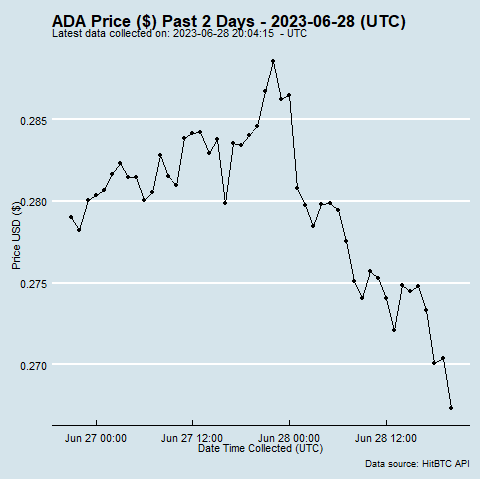 ADA Price ($) Past 2 Days - 2023-06-28 (UTC)
Latest data collected on: 2023-06-28 20:04:15  - UTC
0.285
0.280
0.275
0.270
Price USD ($)
Jun 27 00:00 Jun 27 12:00 Jun 28 00:00 Jun 28 12:00
Date Time Collected (UTC)
Data source: HitBTC API